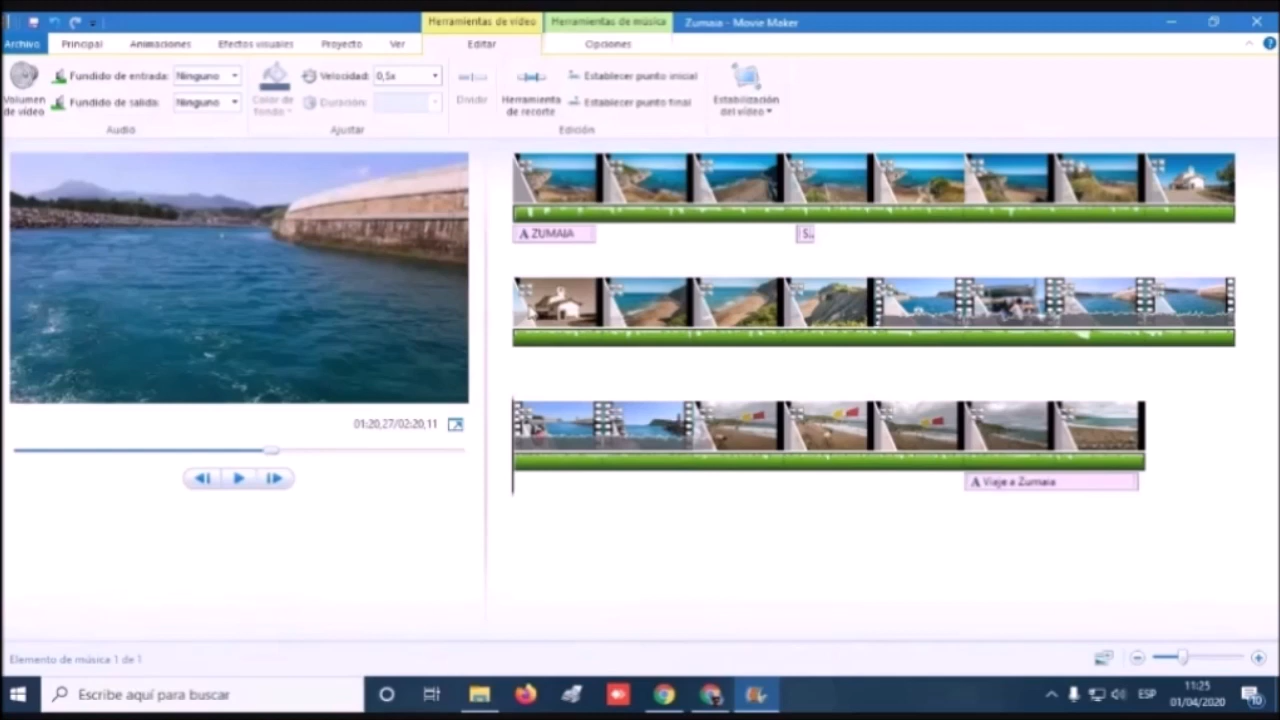 Herramientas de vídeo Herramientas de música Zumaia - Movie Maker
Archivo Principal Animaciones Efectos visuales Proyecto Ver Editar Opciones
Fundido de entrada: Ninguno Velocidad: 0,5x Establecer punto inicial
Volumen de vídeo Fundido de salida: Ninguno Color de fondo Duración: Dividir Herramienta de recorte Establecer punto final Estabilización del vídeo
Audio Ajustar Edición
A ZUMAIA S..
01:20,27/02:20,11
A Viaje a Zumaia
Elemento de música 1 de 1
Escribe aquí para buscar ESP 11:25
01/04/2020 10